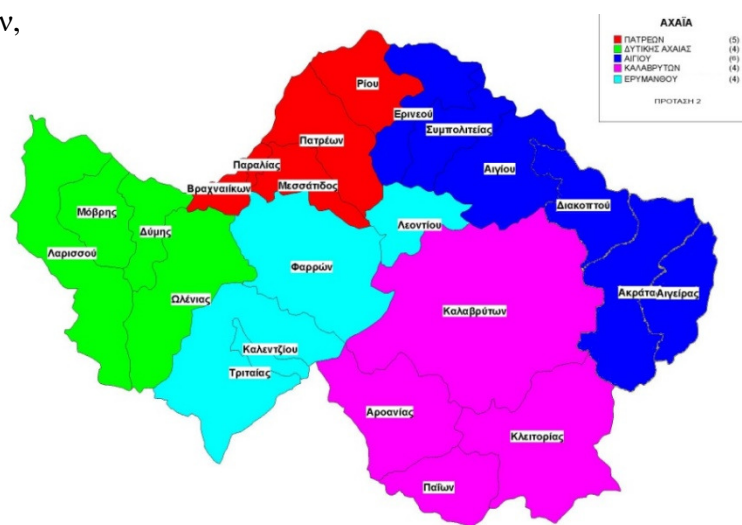 ν,
ΑΧΑΪΑ
ΠΑΤΡΕΩΝ (5)
ΔΥΤΙΚΗΣ ΑΧΑΙΑΣ (4)
ΑΙΓΙΟΥ (6)
ΚΑΛΑΒΡΥΤΩΝ (4)
ΕΡΥΜΑΝΘΟΥ (4)
ΠΡΟΤΑΣΗ 2
Ρίου
Ερινεού
Συμπολιτείας
Πατρέων
Αιγίου
Παραλίας
Βραχναιίκων
Μεσσάτιδος
Διακοπτού
Μόβρης
Δύμης
Λεοντίου
Λαρισσού
Φαρρών
Ωλένιας
Ακράτα
Αιγείρας
Καλαβρύτων
Καλεντζίου
Τριταίας
Αροανίας
Κλειτορίας
Παΐων